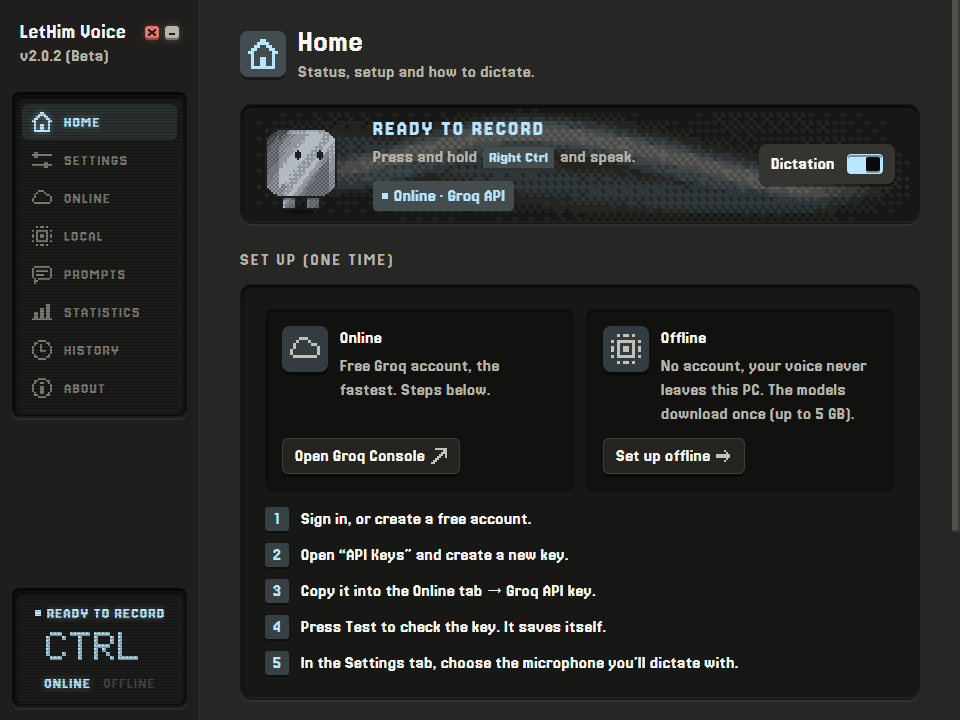 LetHim Voice
v2.0.2 (Beta)
HOME
SETTINGS
ONLINE
LOCAL
PROMPTS
STATISTICS
HISTORY
ABOUT
READY TO RECORD
CTRL
ONLINE OFFLINE
Home
Status, setup and how to dictate.
READY TO RECORD
Press and hold Right Ctrl and speak.
Online · Groq API
Dictation
SET UP (ONE TIME)
Online
Free Groq account, the
fastest. Steps below.
Open Groq Console
Offline
No account, your voice never
leaves this PC. The models
download once (up to 5 GB).
Set up offline
1 Sign in, or create a free account.
2 Open “API Keys” and create a new key.
3 Copy it into the Online tab → Groq API key.
4 Press Test to check the key. It saves itself.
5 In the Settings tab, choose the microphone you'll dictate with.